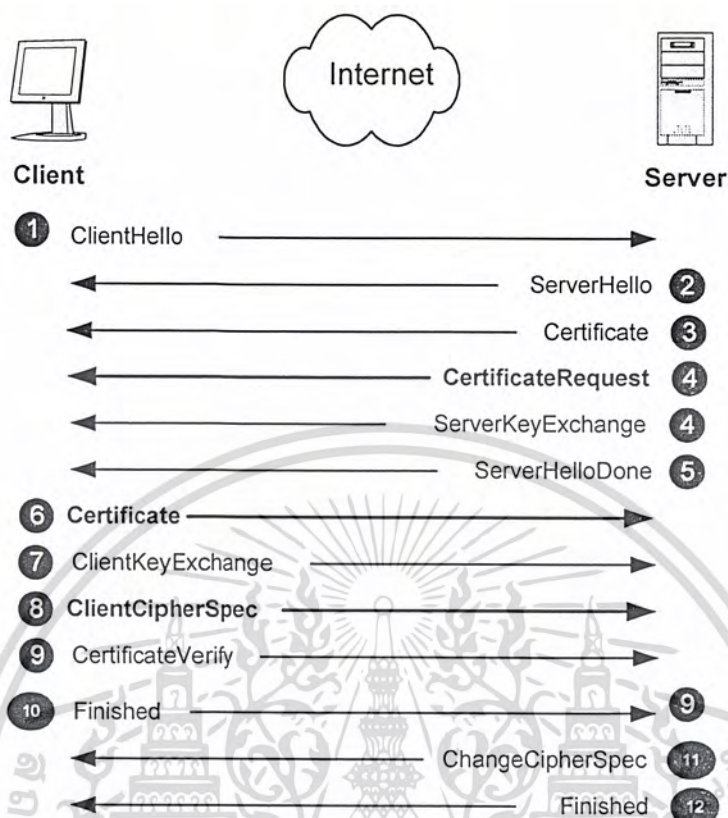 Internet
Client
Server
1 ClientHello
ServerHello 2
Certificate 3
CertificateRequest 4
ServerKeyExchange 4
ServerHelloDone 5
6 Certificate
7 ClientKeyExchange
8 ClientCipherSpec
9 CertificateVerify
10 Finished 9
ChangeCipherSpec 11
Finished 12